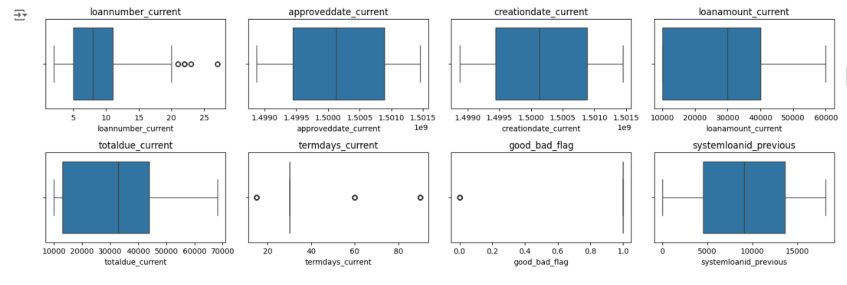 loannumber_current approveddate_current creationdate_current loanamount_current
5 10 15 20 25 1.4990 1.4995 1.5000 1.5005 1.5010 1.5015 1.4990 1.4995 1.5000 1.5005 1.5010 1.5015 10000 20000 30000 40000 50000 60000
1e9 1e9
loannumber_current approveddate_current creationdate_current loanamount_current
totaldue_current termdays_current good_bad_flag systemloanid_previous
10000 20000 30000 40000 50000 60000 70000 20 40 60 80 0.0 0.2 0.4 0.6 0.8 1.0 0 5000 10000 15000
totaldue_current termdays_current good_bad_flag systemloanid_previous